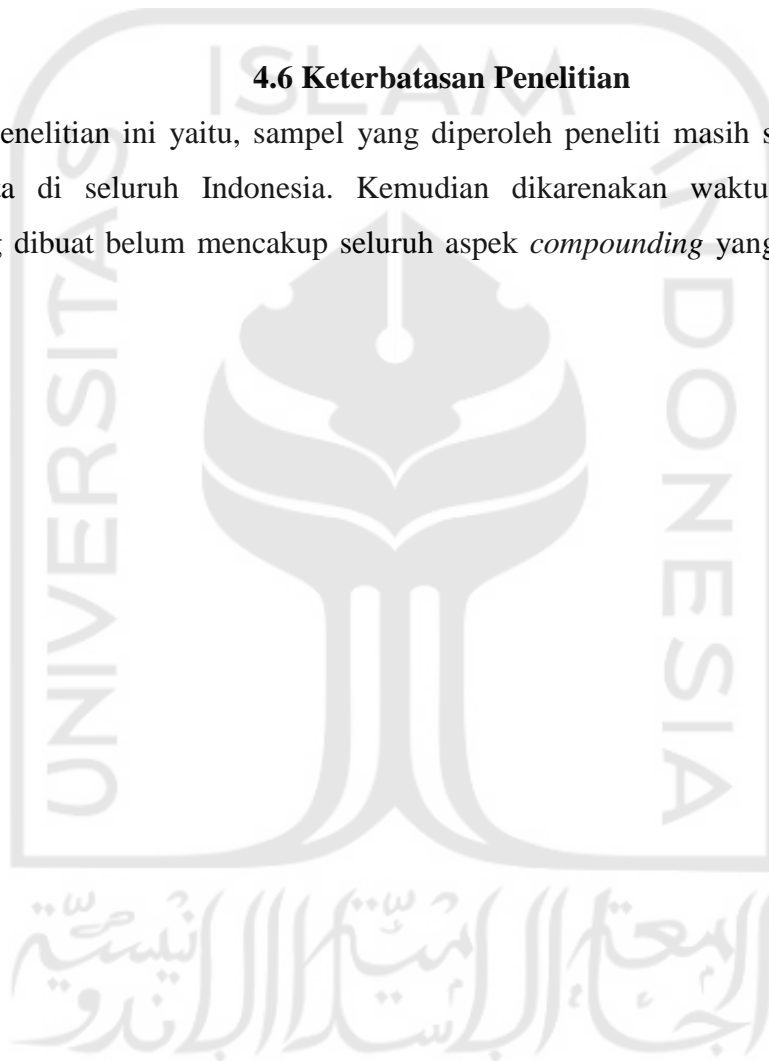 4.6 Keterbatasan Penelitian
penelitian ini yaitu, sampel yang diperoleh peneliti masih
di seluruh Indonesia. Kemudian dikarenakan waktu
dibuat belum mencakup seluruh aspek compounding yang
ISLAM
UNIVERSITAS
INDONESIA